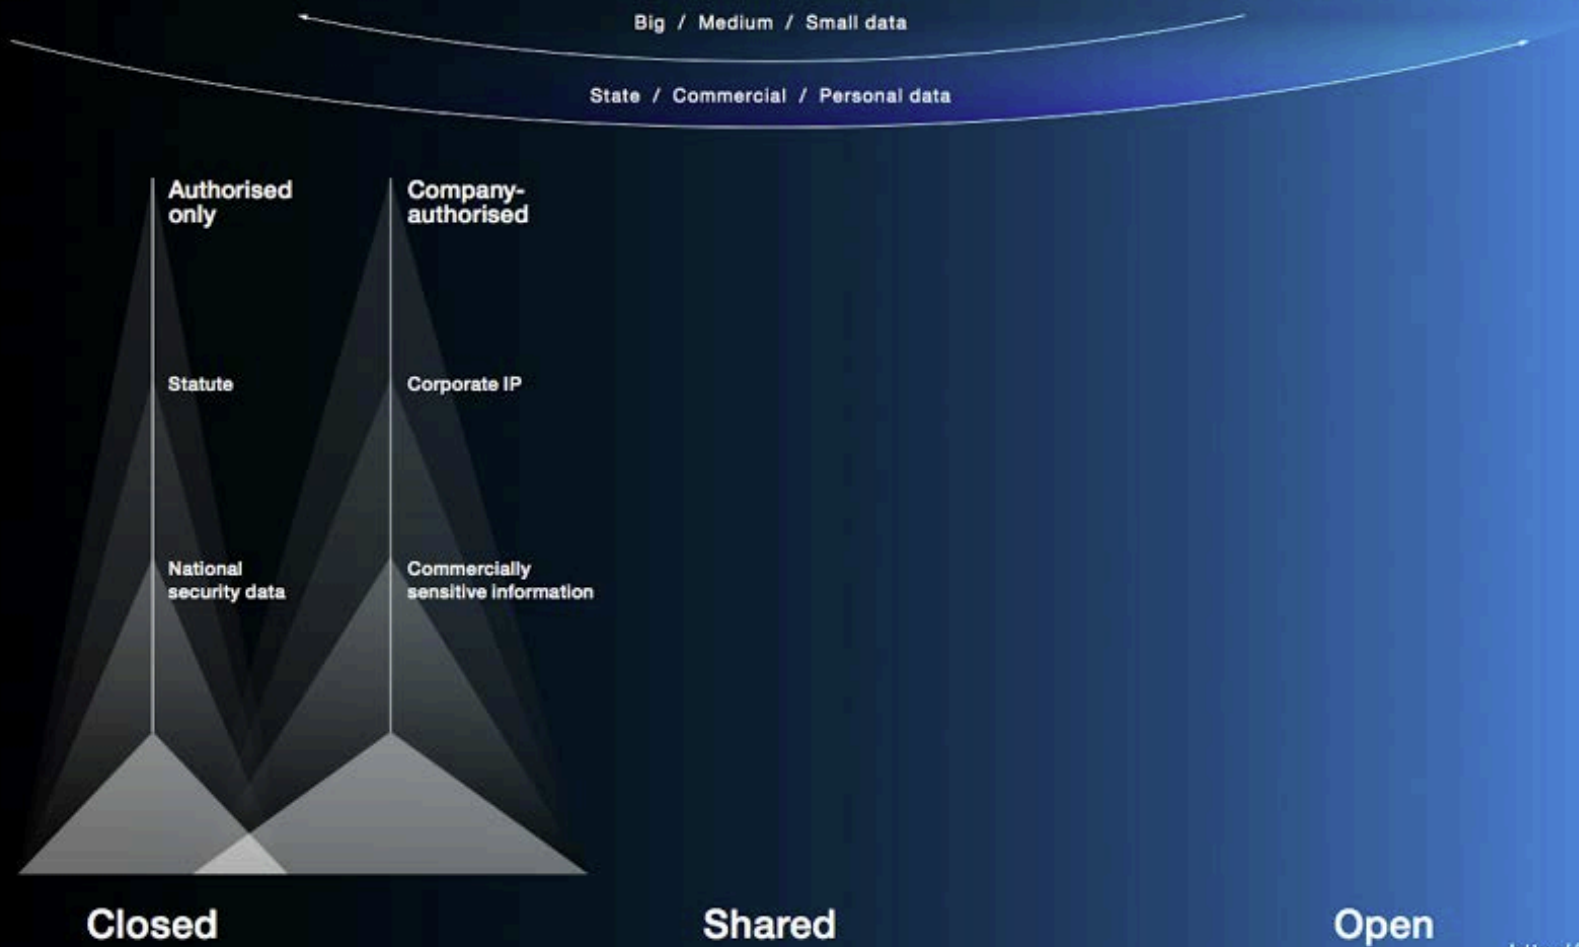 Big / Medium / Small data
State / Commercial / Personal data
Authorised
only
Company-
authorised
Statute
Corporate IP
National
security data
Commercially
sensitive information
Closed
Shared
Open